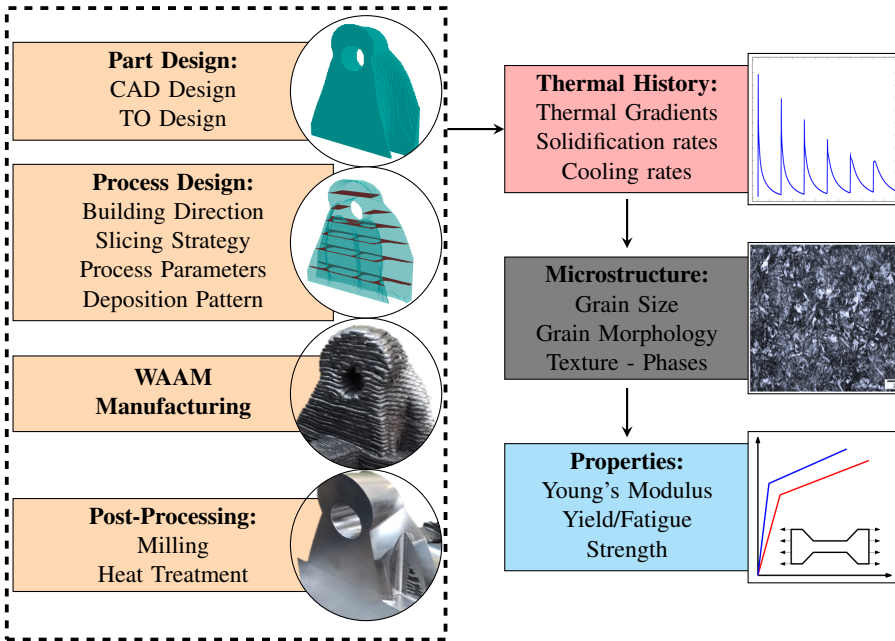 Part Design:
CAD Design
TO Design
Process Design:
Building Direction
Slicing Strategy
Process Parameters
Deposition Pattern
WAAM
Manufacturing
Post-Processing:
Milling
Heat Treatment
Thermal History:
Thermal Gradients
Solidification rates
Cooling rates
Microstructure:
Grain Size
Grain Morphology
Texture - Phases
Properties:
Young's Modulus
Yield/Fatigue
Strength